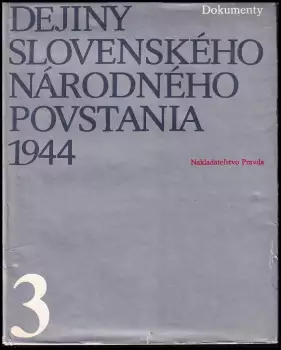 Dokumenty
DEJINY
SLOVENSKÉHO
NÁRODNÉHO
POVSTANIA
1944
Nakladateľstvo Pravda
3